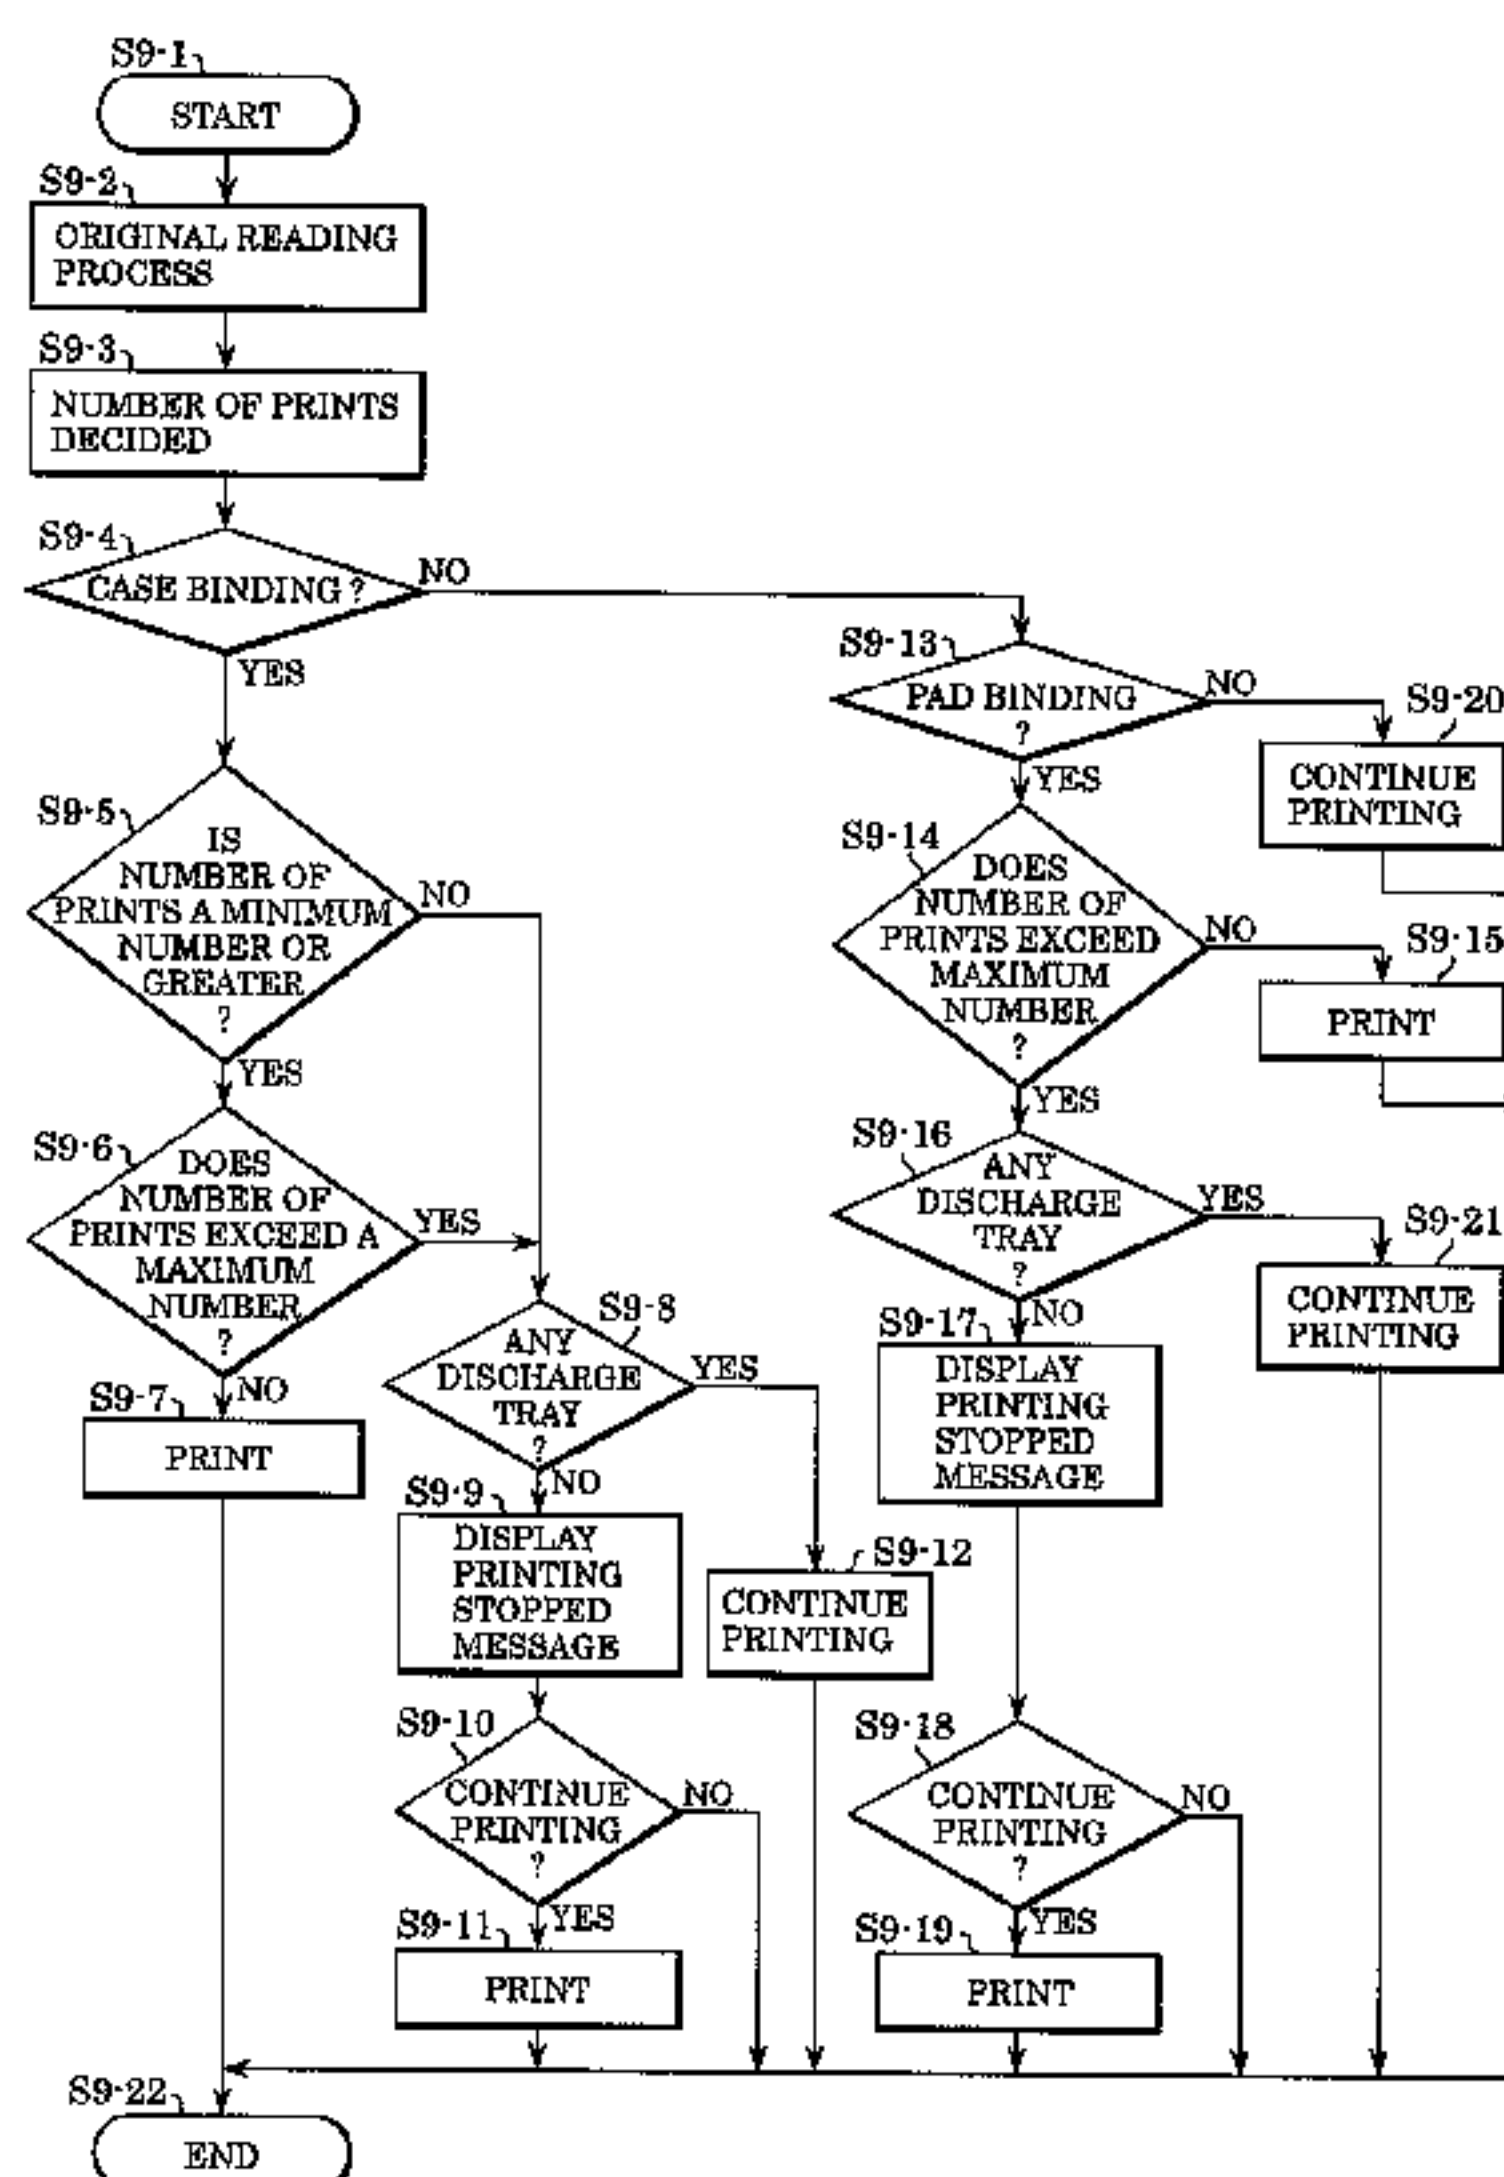 S9-1
START
S9-2
ORIGINAL READING
PROCESS
S9-3
NUMBER OF PRINTS
DECIDED
S9-4
CASE BINDING ?
NO
YES
S9-5
IS
NUMBER OF
PRINTS A MINIMUM
NUMBER OR
GREATER
?
NO
YES
S9-6
DOES
NUMBER OF
PRINTS EXCEED A
MAXIMUM
NUMBER
?
YES
NO
S9-7
PRINT
S9-8
ANY
DISCHARGE
TRAY
?
YES
NO
S9-9
DISPLAY
PRINTING
STOPPED
MESSAGE
S9-10
CONTINUE
PRINTING
?
NO
YES
S9-11
PRINT
S9-12
CONTINUE
PRINTING
S9-13
PAD BINDING
?
NO
YES
S9-14
DOES
NUMBER OF
PRINTS EXCEED
MAXIMUM
NUMBER
?
NO
YES
S9-15
PRINT
S9-16
ANY
DISCHARGE
TRAY
?
YES
NO
S9-17
DISPLAY
PRINTING
STOPPED
MESSAGE
S9-18
CONTINUE
PRINTING
?
NO
YES
S9-19
PRINT
S9-20
CONTINUE
PRINTING
S9-21
CONTINUE
PRINTING
S9-22
END